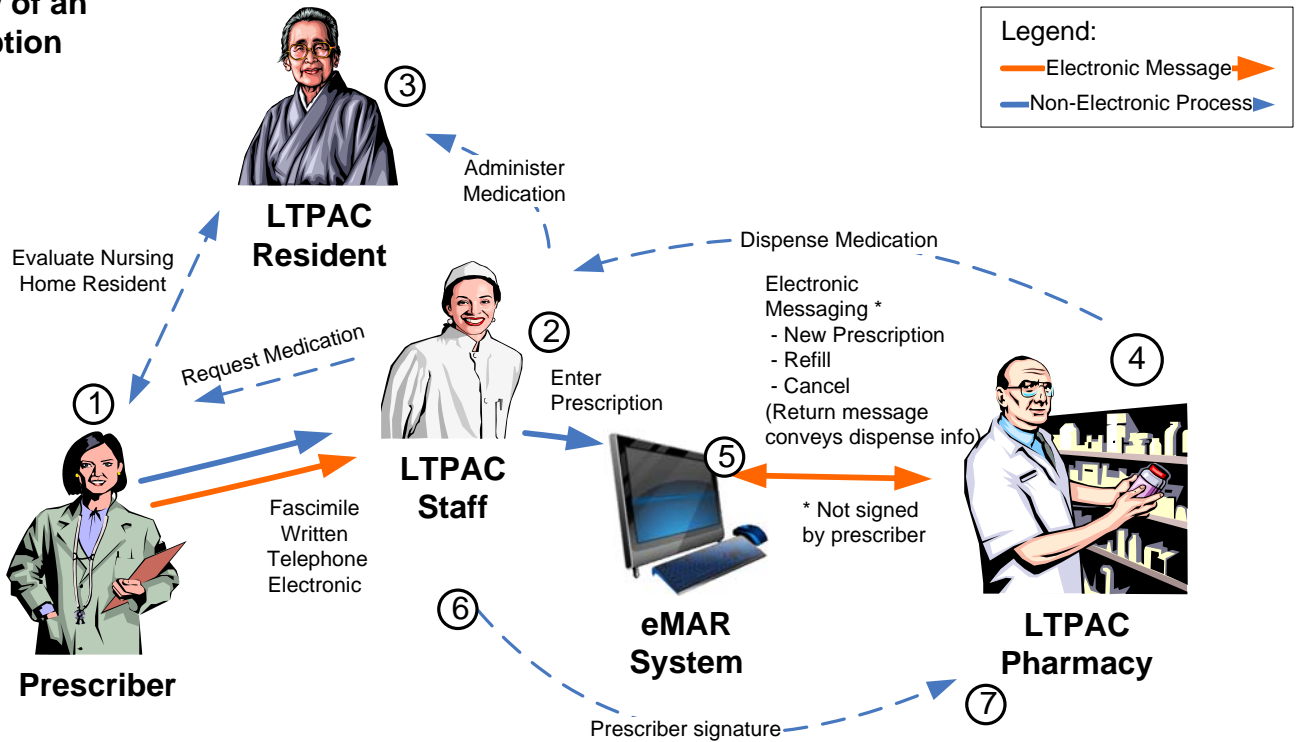 of an
Legend:
Electronic Message
Non-Electronic Process
3
Administer
Medication
LTPAC
Resident
Evaluate Nursing
Home Resident
Dispense Medication
Electronic
Messaging *
- New Prescription
- Refill
- Cancel
(Return message
conveys dispense info)
2
4
Request Medication
Enter
Prescription
1
LTPAC
Staff
5
Fascimile
Written
Telephone
Electronic
* Not signed
by prescriber
6
eMAR
System
LTPAC
Pharmacy
Prescriber
7
Prescriber signature